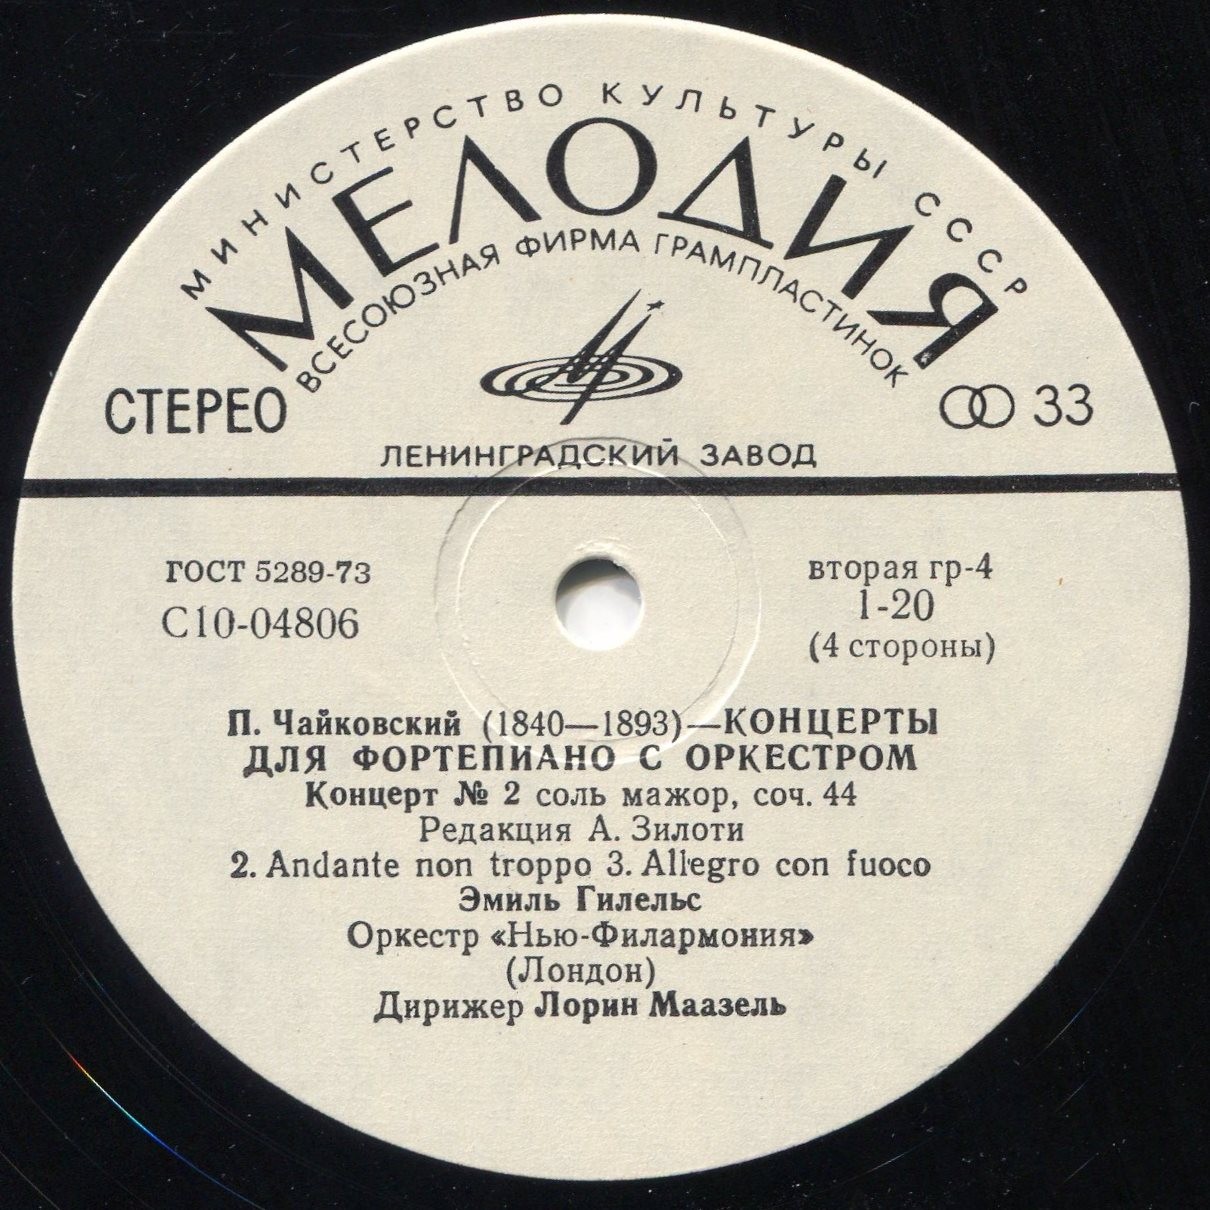 МИНИСТЕРСТВО КУЛЬТУРЫ СССР
МЕЛОДИЯ
ВСЕСОЮЗНАЯ ФИРМА ГРАМПЛАСТИНОК
СТЕРЕО
33
ЛЕНИНГРАДСКИЙ ЗАВОД
ГОСТ 5289-73
С10-04806
вторая гр-4
1-20
(4 стороны)
П. Чайковский (1840—1893)—КОНЦЕРТЫ
ДЛЯ ФОРТЕПИАНО С ОРКЕСТРОМ
Концерт № 2 соль мажор, соч. 44
Редакция А. Зилоти
2. Andante non troppo 3. Allegro con fuoco
Эмиль Гилельс
Оркестр «Нью-Филармония»
(Лондон)
Дирижер Лорин Маазель